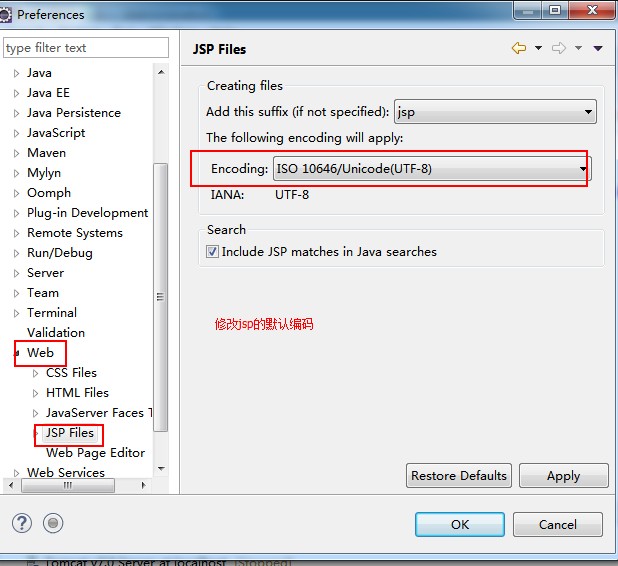 Preferences
type filter text
Java
Java EE
Java Persistence
JavaScript
Maven
Mylyn
Oomph
Plug-in Development
Remote Systems
Run/Debug
Server
Team
Terminal
Validation
Web
CSS Files
HTML Files
JavaServer Faces T
JSP Files
Web Page Editor
Web Services
JSP Files
Creating files
Add this suffix (if not specified): jsp
The following encoding will apply:
Encoding: ISO 10646/Unicode(UTF-8)
IANA: UTF-8
Search
Include JSP matches in Java searches
修改jsp的默认编码
Restore Defaults Apply
OK Cancel
Tomcat v7.0 Server at localhost [Stopped]